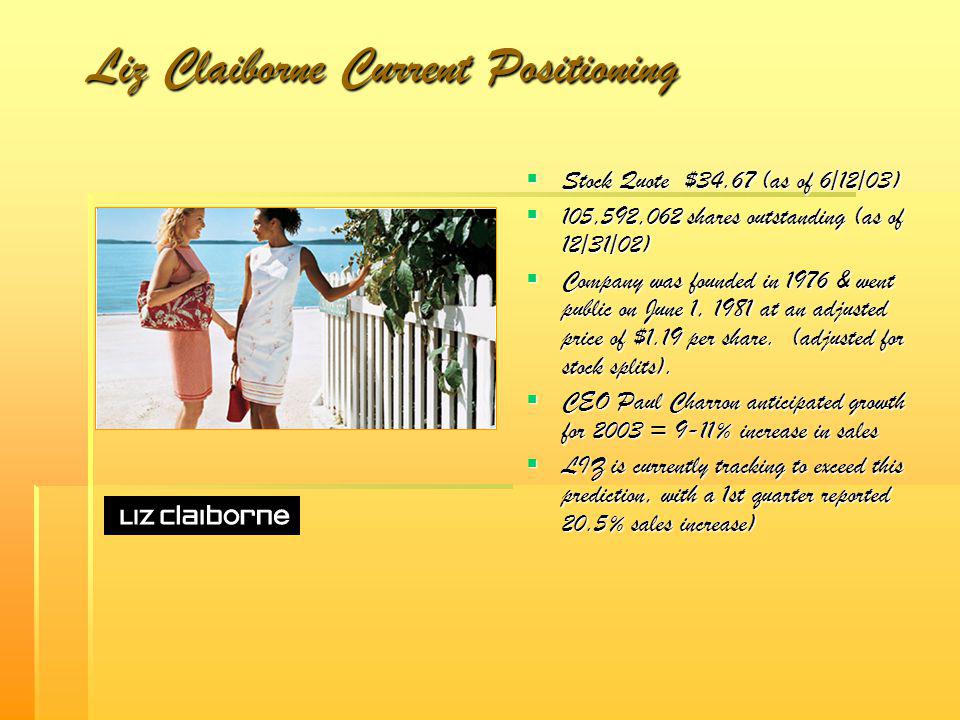 Liz Claiborne Current Positioning
Stock Quote $34.67 (as of 6/12/03)
105,592,062 shares outstanding (as of
12/31/02)
Company was founded in 1976 & went
public on June 1, 1981 at an adjusted
price of $1.19 per share. (adjusted for
stock splits).
CEO Paul Charron anticipated growth
for 2003 = 9-11% increase in sales
LIZ is currently tracking to exceed this
prediction, with a 1st quarter reported
20.5% sales increase)
LIZ claiborne